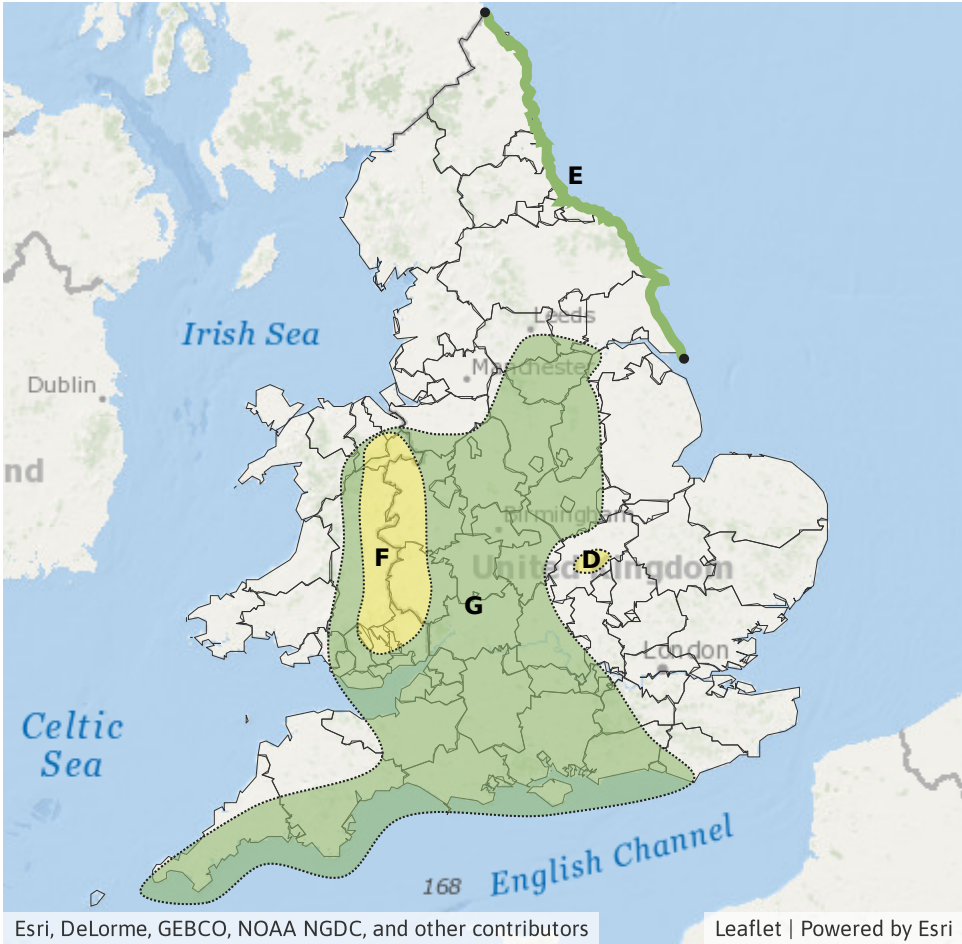 E
Leeds
Irish Sea
Manchester
Dublin
nd
Birmingham
F
D
United Kingdom
G
London
Celtic
Sea
English Channel
168
Esri, DeLorme, GEBCO, NOAA NGDC, and other contributors
Leaflet | Powered by Esri